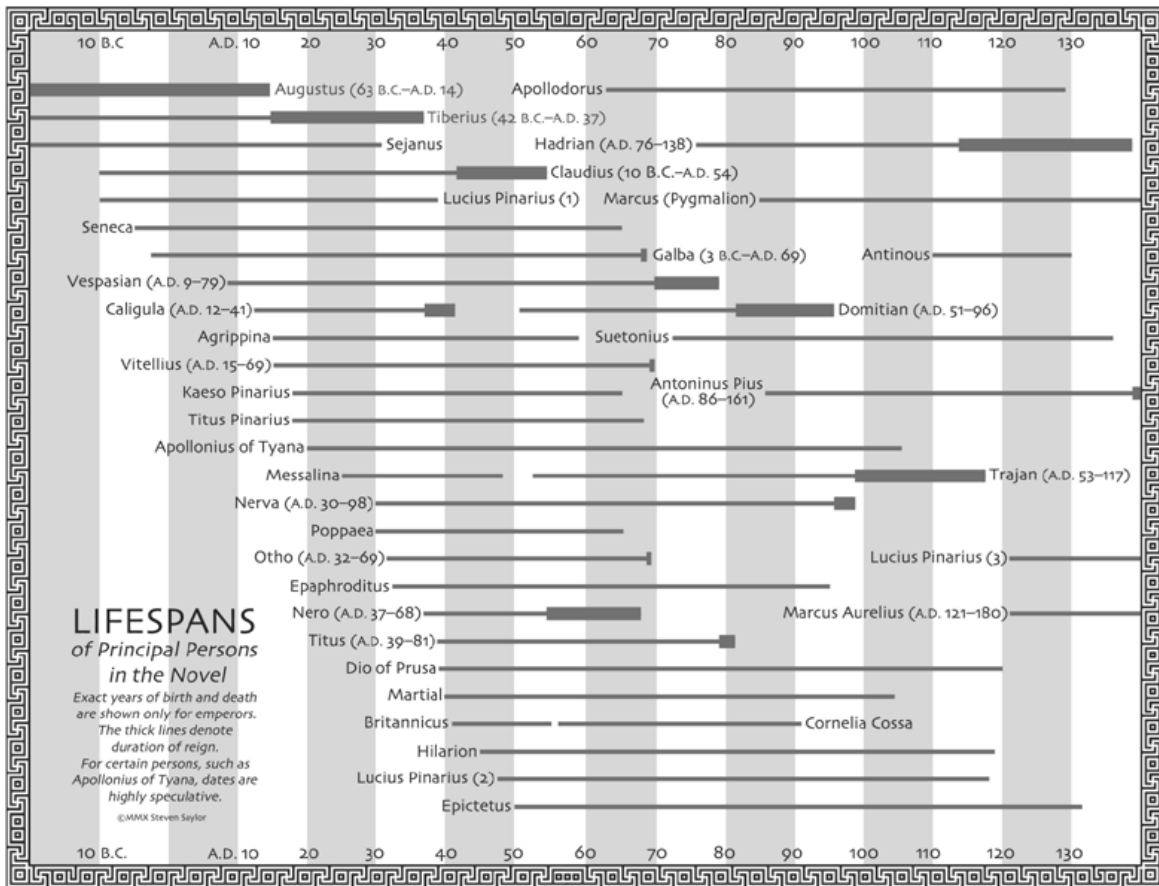 10 B.C A.D. 10 20 30 40 50 60 70 80 90 100 110 120 130
Augustus (63 B.C.–A.D. 14) Apollodorus
Tiberius (42 B.C.–A.D. 37)
Sejanus Hadrian (A.D. 76–138)
Claudius (10 B.C.–A.D. 54)
Lucius Pinarius (1) Marcus (Pygmalion)
Seneca
Galba (3 B.C.–A.D. 69) Antinous
Vespasian (A.D. 9–79)
Caligula (A.D. 12–41) Domitian (A.D. 51–96)
Agrippina Suetonius
Vitellius (A.D. 15–69)
Kaeso Pinarius Antoninus Pius
(A.D. 86–161)
Titus Pinarius
Apollonius of Tyana
Messalina Trajan (A.D. 53–117)
Nerva (A.D. 30–98)
Poppaea
Otho (A.D. 32–69) Lucius Pinarius (3)
Epaphroditus
Nero (A.D. 37–68) Marcus Aurelius (A.D. 121–180)
Titus (A.D. 39–81)
Dio of Prusa
Martial
Britannicus Cornelia Cossa
Hilarion
Lucius Pinarius (2)
Epictetus
LIFESPANS
of Principal Persons
in the Novel
Exact years of birth and death
are shown only for emperors.
The thick lines denote
duration of reign.
For certain persons, such as
Apollonius of Tyana, dates are
highly speculative.
©MMX Steven Saylor
10 B.C. A.D. 10 20 30 40 50 60 70 80 90 100 110 120 130